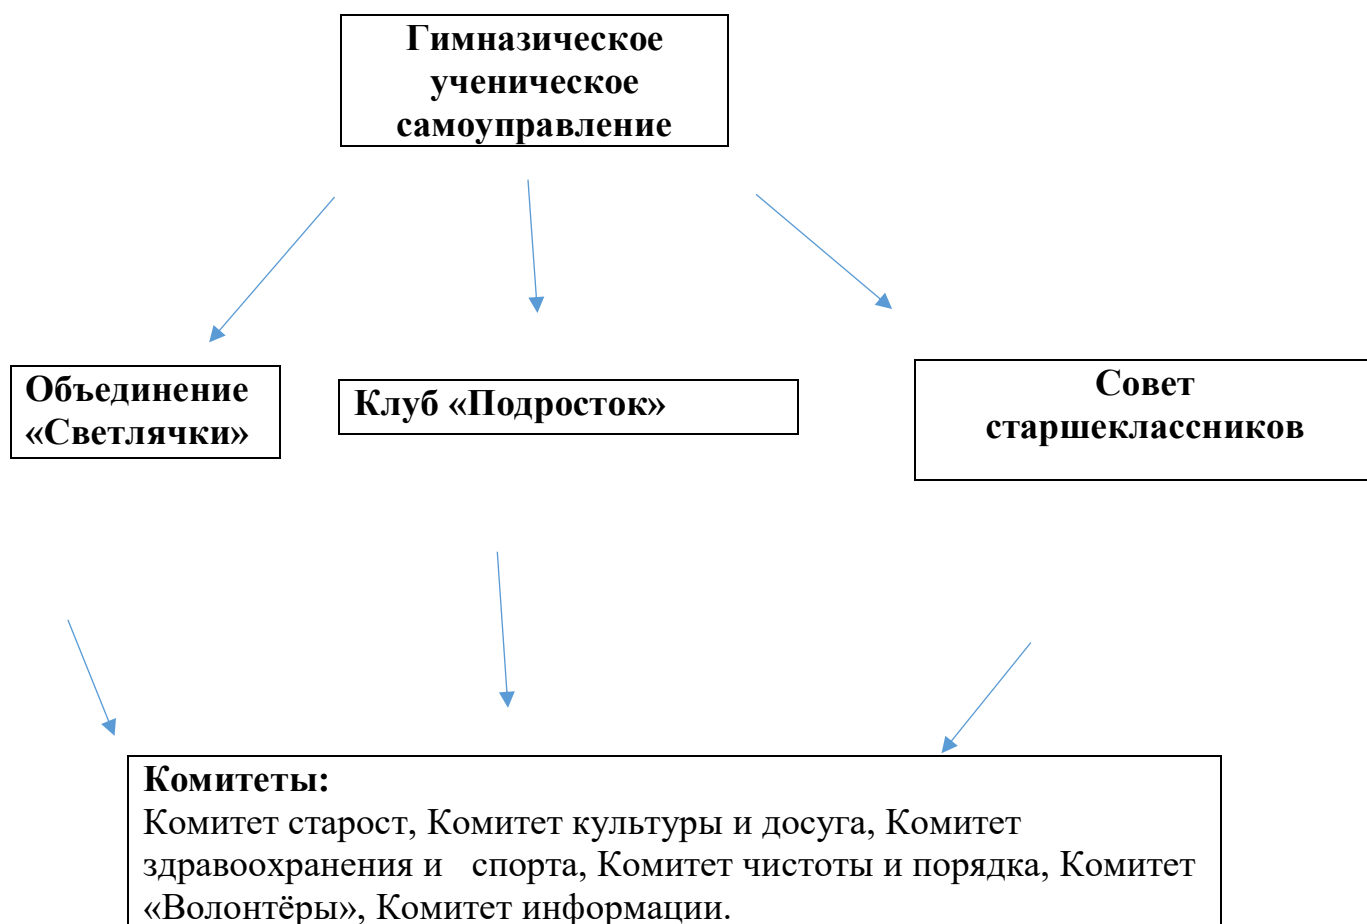 Гимназическое
ученическое
самоуправление
Объединение
«Светлячки»
Клуб «Подросток»
Совет
старшеклассников
Комитеты:
Комитет старост, Комитет культуры и досуга, Комитет
здравоохранения и спорта, Комитет чистоты и порядка, Комитет
«Волонтёры», Комитет информации.